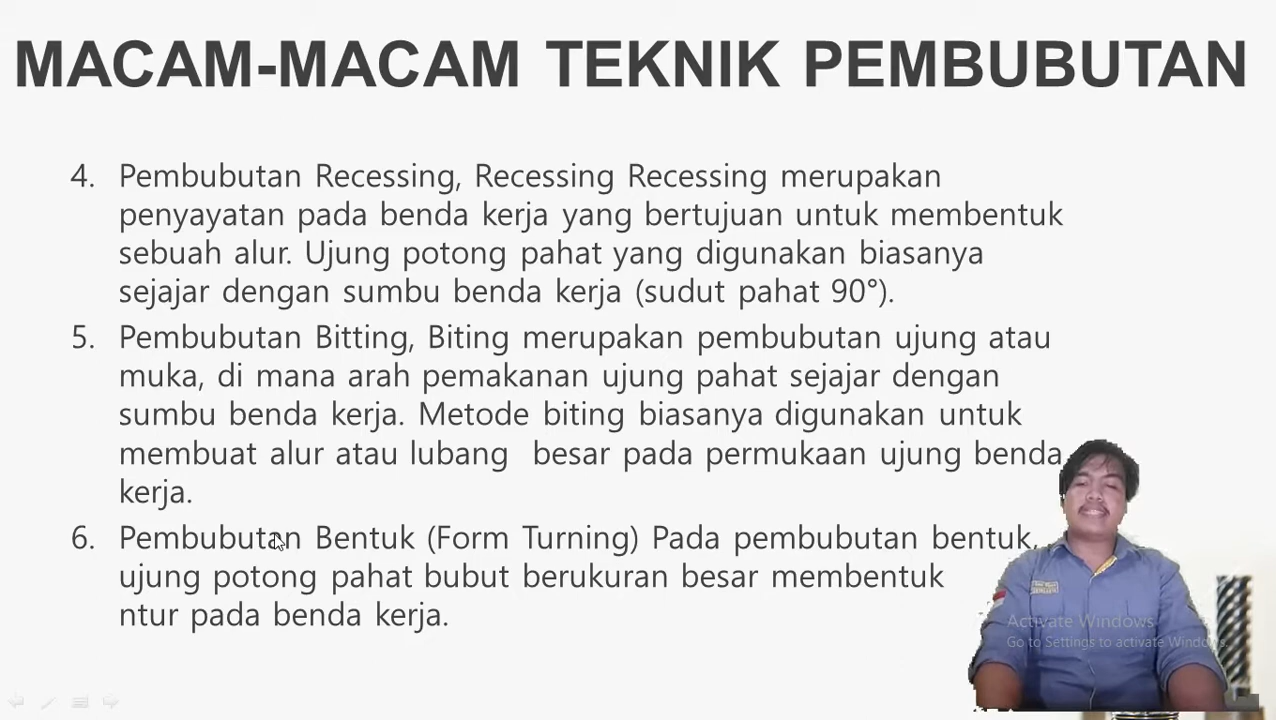 MACAM-MACAM TEKNIK PEMBUBUTAN
4. Pembubutan Recessing, Recessing Recessing merupakan
penyayatan pada benda kerja yang bertujuan untuk membentuk
sebuah alur. Ujung potong pahat yang digunakan biasanya
sejajar dengan sumbu benda kerja (sudut pahat 90°).
5. Pembubutan Bitting, Biting merupakan pembubutan ujung atau
muka, di mana arah pemakanan ujung pahat sejajar dengan
sumbu benda kerja. Metode biting biasanya digunakan untuk
membuat alur atau lubang besar pada permukaan ujung benda
kerja.
6. Pembubutan Bentuk (Form Turning) Pada pembubutan bentuk,
ujung potong pahat bubut berukuran besar membentuk
ntur pada benda kerja.
Activate Windows
Go to Settings to activate Windows.